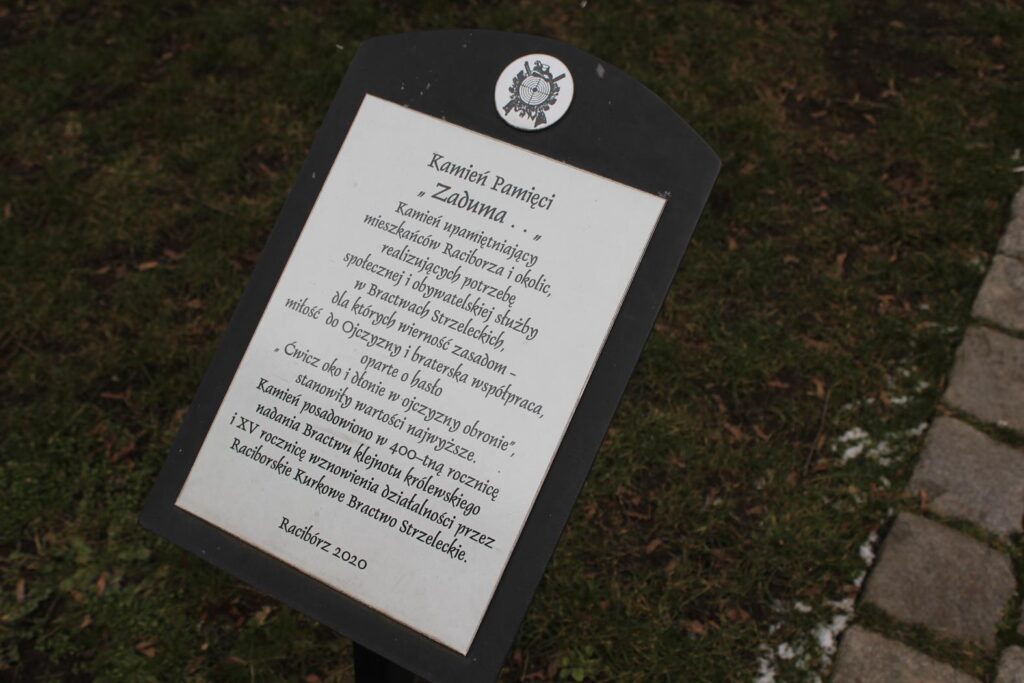 Kamień Pamięci
„ Zaduma . . „
Kamień upamiętniający
mieszkańców Raciborza i okolic,
realizujących potrzebę
społecznej i obywatelskiej służby
w Bractwach Strzeleckich,
dla których wierność zasadom –
miłość do Ojczyzny i braterska współpraca,
oparte o hasło
„ Ćwicz oko i dłonie w ojczyzny obronie”,
stanowiły wartości najwyższe.
Kamień posadowiono w 400–tną rocznicę
nadania Bractwu klejnotu królewskiego
i XV rocznicę wznowienia działalności przez
Raciborskie Kurkowe Bractwo Strzeleckie.
Racibórz 2020